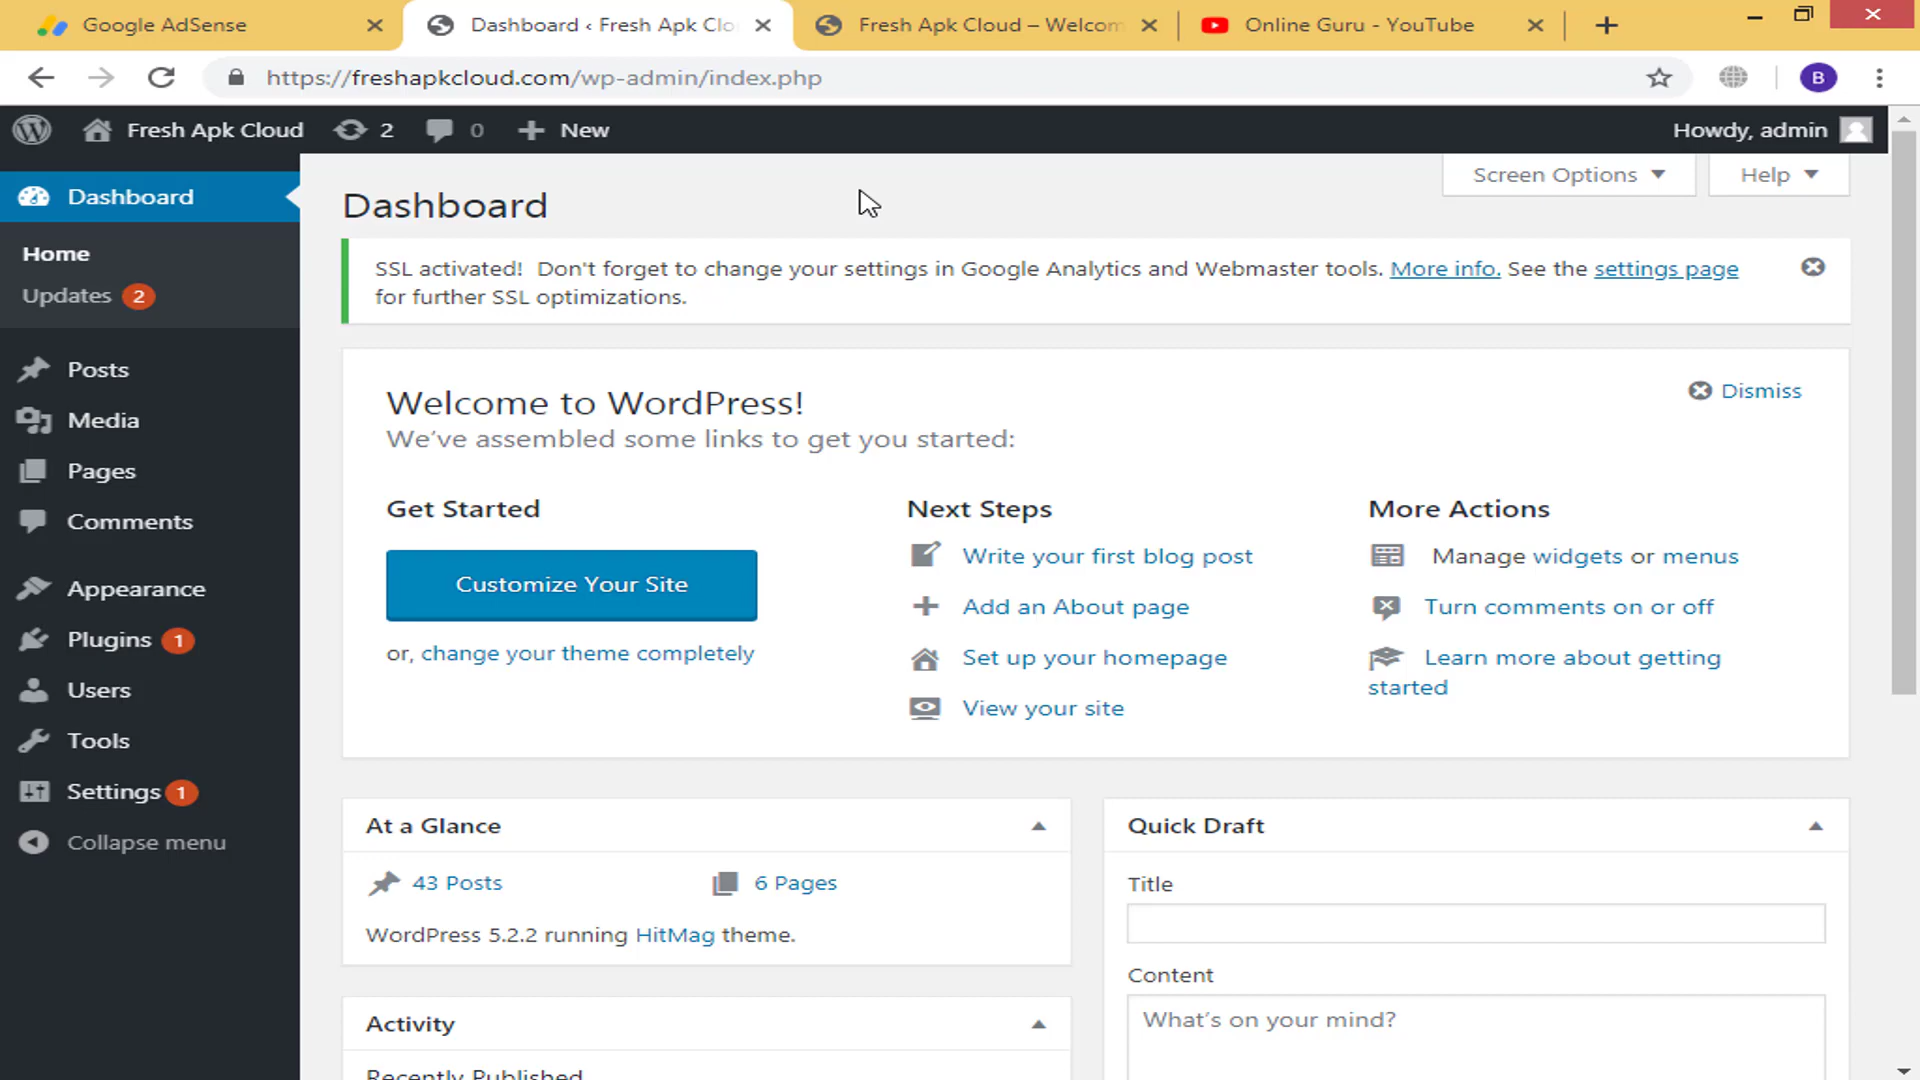 Google AdSense
Dashboard ‹ Fresh Apk Clo
Fresh Apk Cloud – Welcom
Online Guru - YouTube
https://freshapkcloud.com/wp-admin/index.php
B
Fresh Apk Cloud
2
0
New
Howdy, admin
Dashboard
Home
Updates 2
Posts
Media
Pages
Comments
Appearance
Plugins 1
Users
Tools
Settings 1
Collapse menu
Screen Options
Help
Dashboard
SSL activated! Don't forget to change your settings in Google Analytics and Webmaster tools. More info. See the settings page
for further SSL optimizations.
Welcome to WordPress!
Dismiss
We've assembled some links to get you started:
Get Started
Customize Your Site
or, change your theme completely
Next Steps
Write your first blog post
Add an About page
Set up your homepage
View your site
More Actions
Manage widgets or menus
Turn comments on or off
Learn more about getting
started
At a Glance
43 Posts
6 Pages
WordPress 5.2.2 running HitMag theme.
Activity
Recently Published
Quick Draft
Title
Content
What's on your mind?